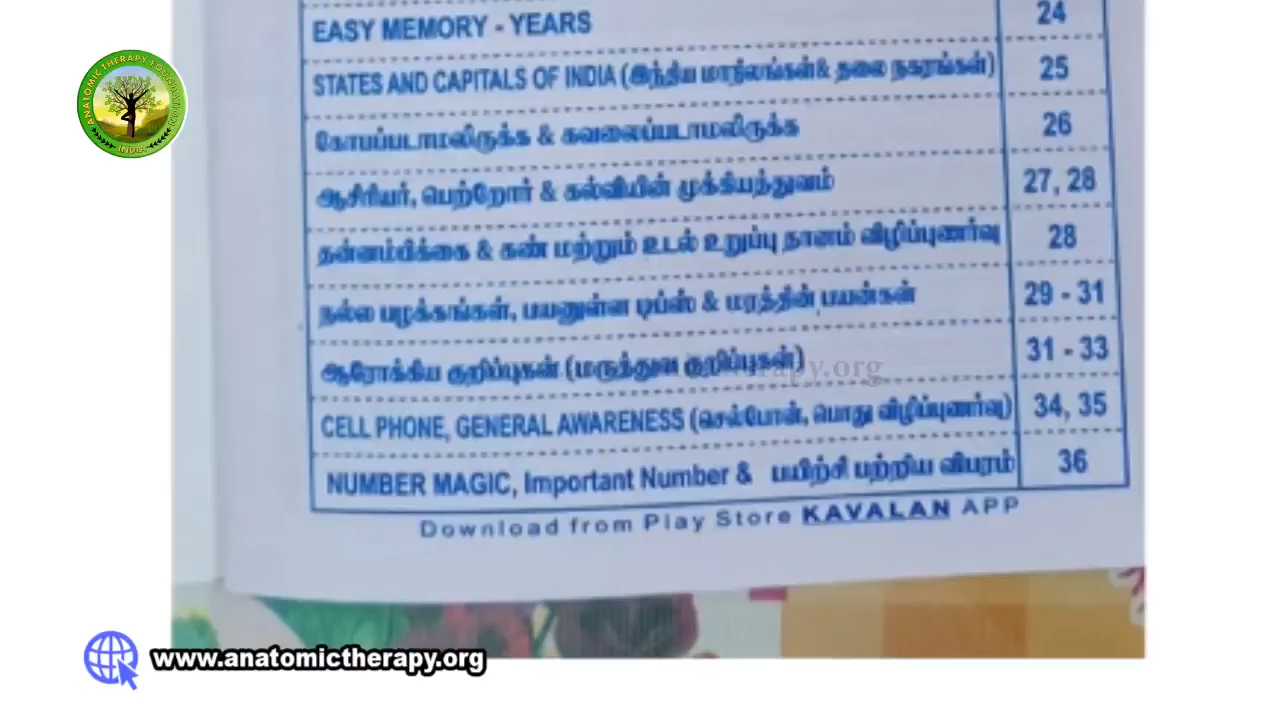 EASY MEMORY - YEARS 24
STATES AND CAPITALS OF INDIA (இந்திய மாநிலங்கள்& தலை நகரங்கள்) 25
கோபப்படாமலிருக்க & கவலைப்படாமலிருக்க 26
ஆசிரியர், பெற்றோர் & கல்வியின் முக்கியத்துவம் 27, 28
தன்னம்பிக்கை & கண் மற்றும் உடல் உறுப்பு தானம் விழிப்புணர்வு 28
நல்ல பழக்கங்கள், பயனுள்ள டிப்ஸ் & மரத்தின் பயன்கள் 29 - 31
ஆரோக்கிய குறிப்புகள் (மருத்துவ குறிப்புகள்) 31 - 33
CELL PHONE, GENERAL AWARENESS (செல்போன், பொது விழிப்புணர்வு) 34, 35
NUMBER MAGIC, Important Number & பயிற்சி பற்றிய விபரம் 36
Download from Play Store KAVALAN APP
ANATOMIC THERAPY FOUNDATION
INDIA
www.anatomictherapy.org